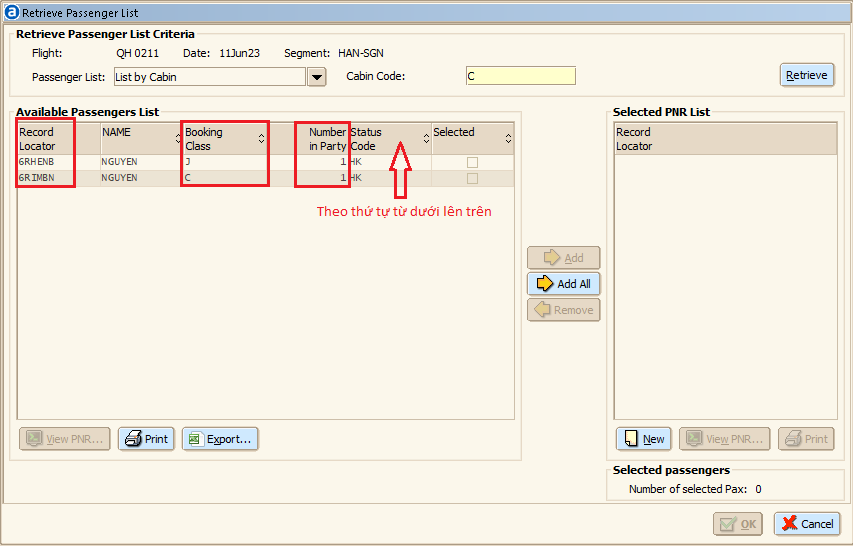 Retrieve Passenger List
Retrieve Passenger List Criteria
Flight: QH 0211 Date: 11Jun23 Segment: HAN-SGN
Passenger List: List by Cabin Cabin Code: C Retrieve
Available Passengers List
Record Locator NAME Booking Class Number in Party Status Code Selected
6RHENB NGUYEN J 1 HK
6RIMBN NGUYEN C 1 HK
Theo thứ tự từ dưới lên trên
View PNR... Print Export...
Add
Add All
Remove
Selected PNR List
Record
Locator
New View PNR... Print
Selected passengers
Number of selected Pax: 0
OK Cancel